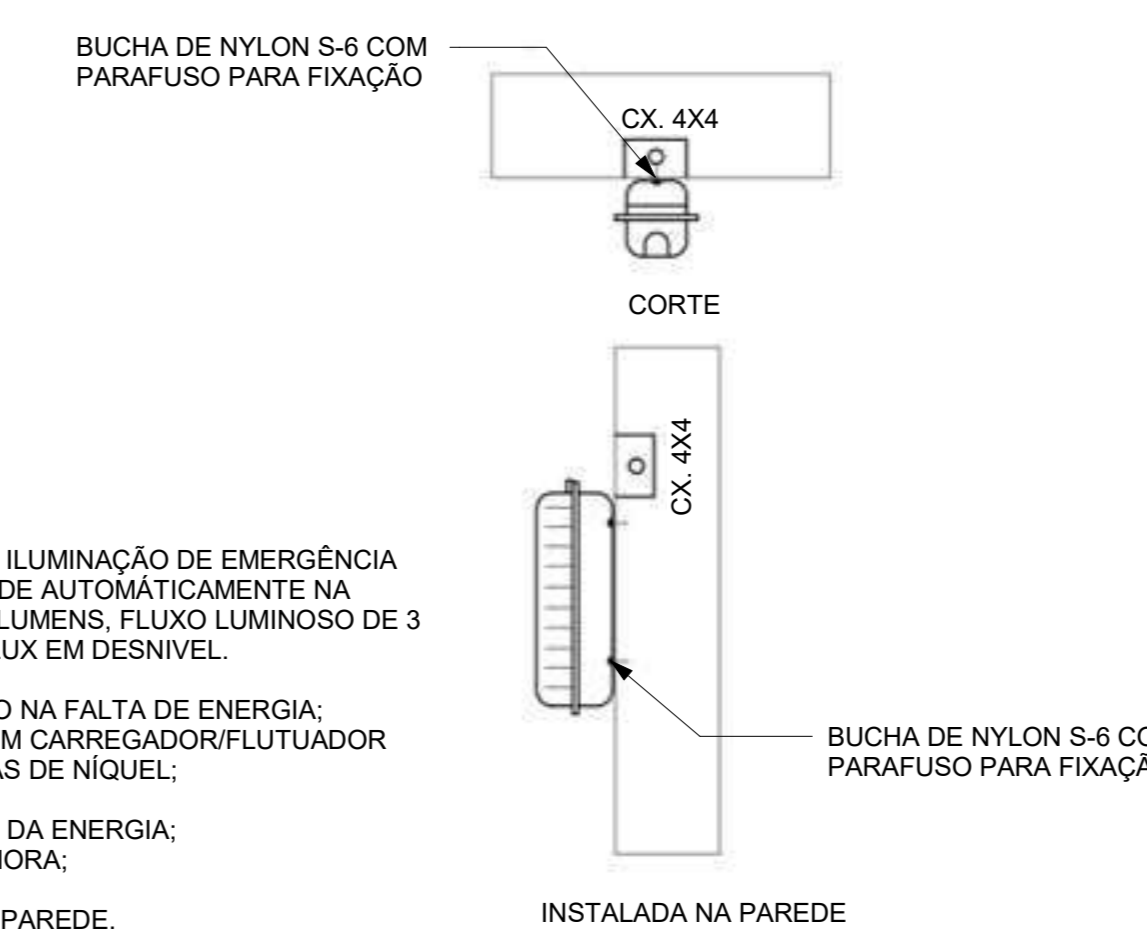 BUCHA DE NYLON S-6 COM
PARAFUSO PARA FIXAÇÃO
CX. 4X4
CORTE
CX. 4X4
ILUMINAÇÃO DE EMERGÊNCIA
DE AUTOMÁTICAMENTE NA
LUMENS, FLUXO LUMINOSO DE 3
UX EM DESNIVEL.
O NA FALTA DE ENERGIA;
M CARREGADOR/FLUTUADOR
AS DE NÍQUEL;
DA ENERGIA;
HORA;
PAREDE.
BUCHA DE NYLON S-6 CO
PARAFUSO PARA FIXAÇÃ
INSTALADA NA PAREDE